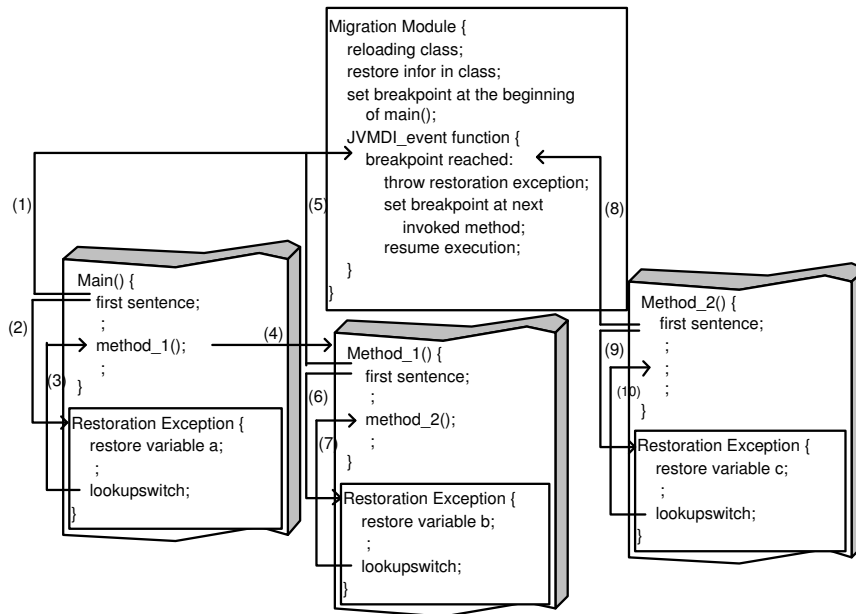 Migration Module {
reloading class;
restore infor in class;
set breakpoint at the beginning
of main();
JVMDI_event function {
breakpoint reached:
throw restoration exception;
set breakpoint at next
invoked method;
resume execution;
}
}
(1)
(5)
(8)
Main() {
first sentence;
;
method_1();
;
}
(2)
(3)
(4)
Restoration Exception {
restore variable a;
;
lookupswitch;
}
Method_1() {
first sentence;
;
method_2();
;
}
(6)
(7)
Restoration Exception {
restore variable b;
;
lookupswitch;
}
Method_2() {
first sentence;
;
;
;
}
(9)
(10)
Restoration Exception {
restore variable c;
;
lookupswitch;
}